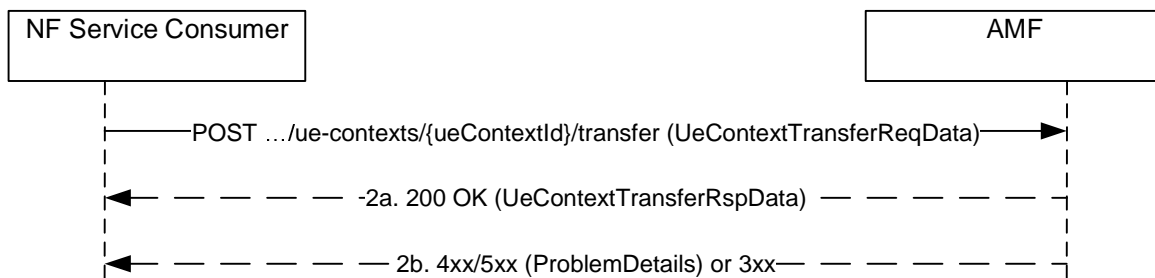 NF Service Consumer
AMF
POST …/ue-contexts/{ueContextId}/transfer (UeContextTransferReqData)
-2a. 200 OK (UeContextTransferRspData)
2b. 4xx/5xx (ProblemDetails) or 3xx